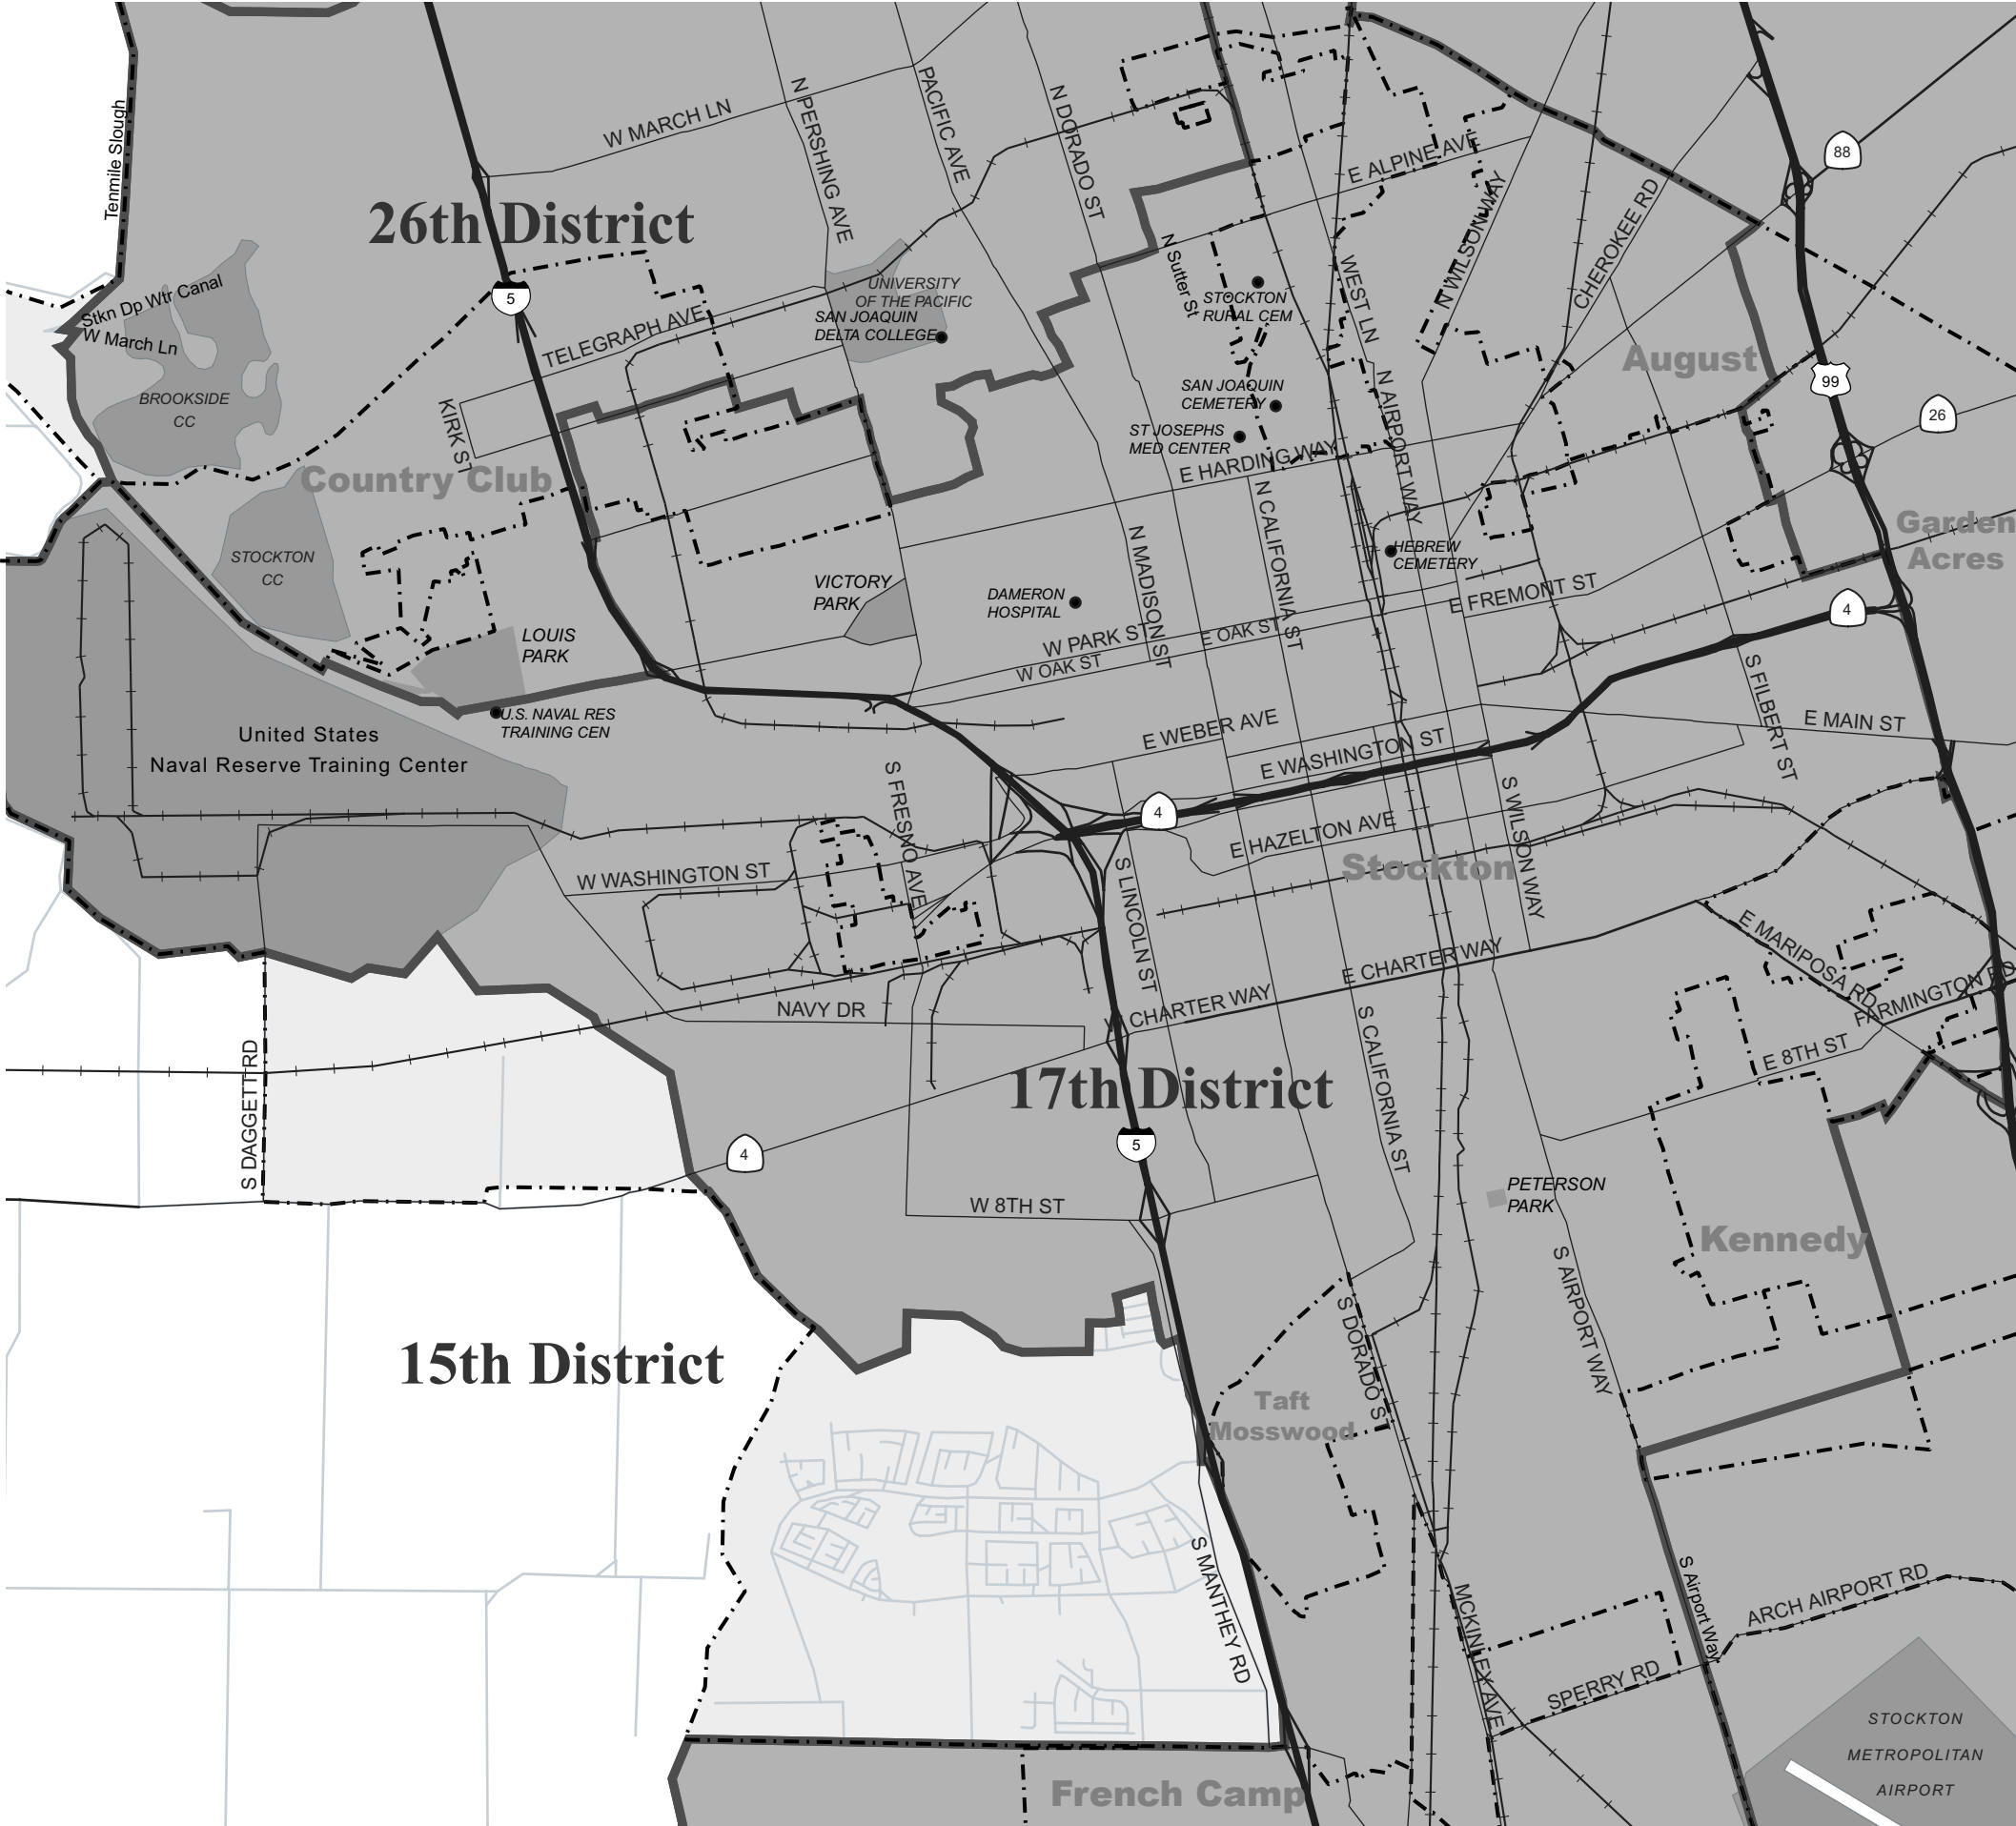 Tenmile Slough
W MARCH LN
N PERSHING AVE
PACIFIC AVE
N DORADO ST
E ALPINE AVE
88
26th District
N WILSON WAY
CHEROKEE RD
N Sutter St
WEST LN
Stkn Dp Wtr Canal
W March Ln
5
UNIVERSITY
OF THE PACIFIC
SAN JOAQUIN
DELTA COLLEGE
STOCKTON
RURAL CEM
TELEGRAPH AVE
August
99
26
BROOKSIDE
CC
KIRK ST
SAN JOAQUIN
CEMETERY
N AIRPORT WAY
ST JOSEPHS
MED CENTER
E HARDING WAY
Country Club
N CALIFORNIA ST
N MADISON ST
Garden
Acres
STOCKTON
CC
HEBREW
CEMETERY
VICTORY
PARK
DAMERON
HOSPITAL
E FREMONT ST
4
LOUIS
PARK
W PARK ST
E OAK ST
W OAK ST
S FILBERT ST
U.S. NAVAL RES
TRAINING CEN
United States
Naval Reserve Training Center
E WEBER AVE
E MAIN ST
E WASHINGTON ST
S FRESNO AVE
4
S WILSON WAY
E HAZELTON AVE
Stockton
W WASHINGTON ST
S LINCOLN ST
E MARIPOSA RD
E CHARTER WAY
FARMINGTON RD
NAVY DR
W CHARTER WAY
S CALIFORNIA ST
E 8TH ST
S DAGGETT RD
17th District
4
5
PETERSON
PARK
W 8TH ST
Kennedy
S AIRPORT WAY
S DORADO ST
15th District
Taft
Mosswood
S MANTHEY RD
S Airport Way
ARCH AIRPORT RD
MCKINLEY AVE
SPERRY RD
STOCKTON
METROPOLITAN
AIRPORT
French Camp